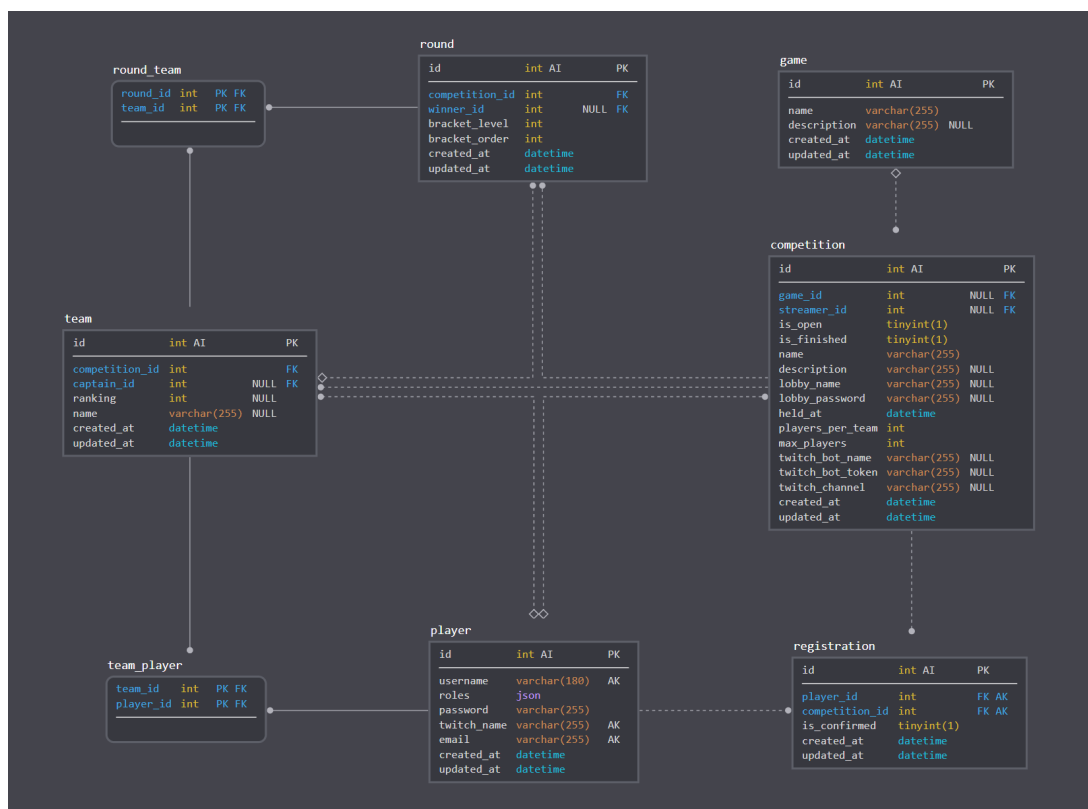 round_team
round_id int PK FK
team_id int PK FK
round
id int AI PK
competition_id int FK
winner_id int NULL FK
bracket_level int
bracket_order int
created_at datetime
updated_at datetime
game
id int AI PK
name varchar(255)
description varchar(255) NULL
created_at datetime
updated_at datetime
competition
id int AI PK
game_id int NULL FK
streamer_id int NULL FK
is_open tinyint(1)
is_finished tinyint(1)
name varchar(255)
description varchar(255) NULL
lobby_name varchar(255) NULL
lobby_password varchar(255) NULL
held_at datetime
players_per_team int
max_players int
twitch_bot_name varchar(255) NULL
twitch_bot_token varchar(255) NULL
twitch_channel varchar(255) NULL
created_at datetime
updated_at datetime
team
id int AI PK
competition_id int FK
captain_id int NULL FK
ranking int NULL
name varchar(255) NULL
created_at datetime
updated_at datetime
team_player
team_id int PK FK
player_id int PK FK
player
id int AI PK
username varchar(180) AK
roles json
password varchar(255)
twitch_name varchar(255) AK
email varchar(255) AK
created_at datetime
updated_at datetime
registration
id int AI PK
player_id int FK AK
competition_id int FK AK
is_confirmed tinyint(1)
created_at datetime
updated_at datetime